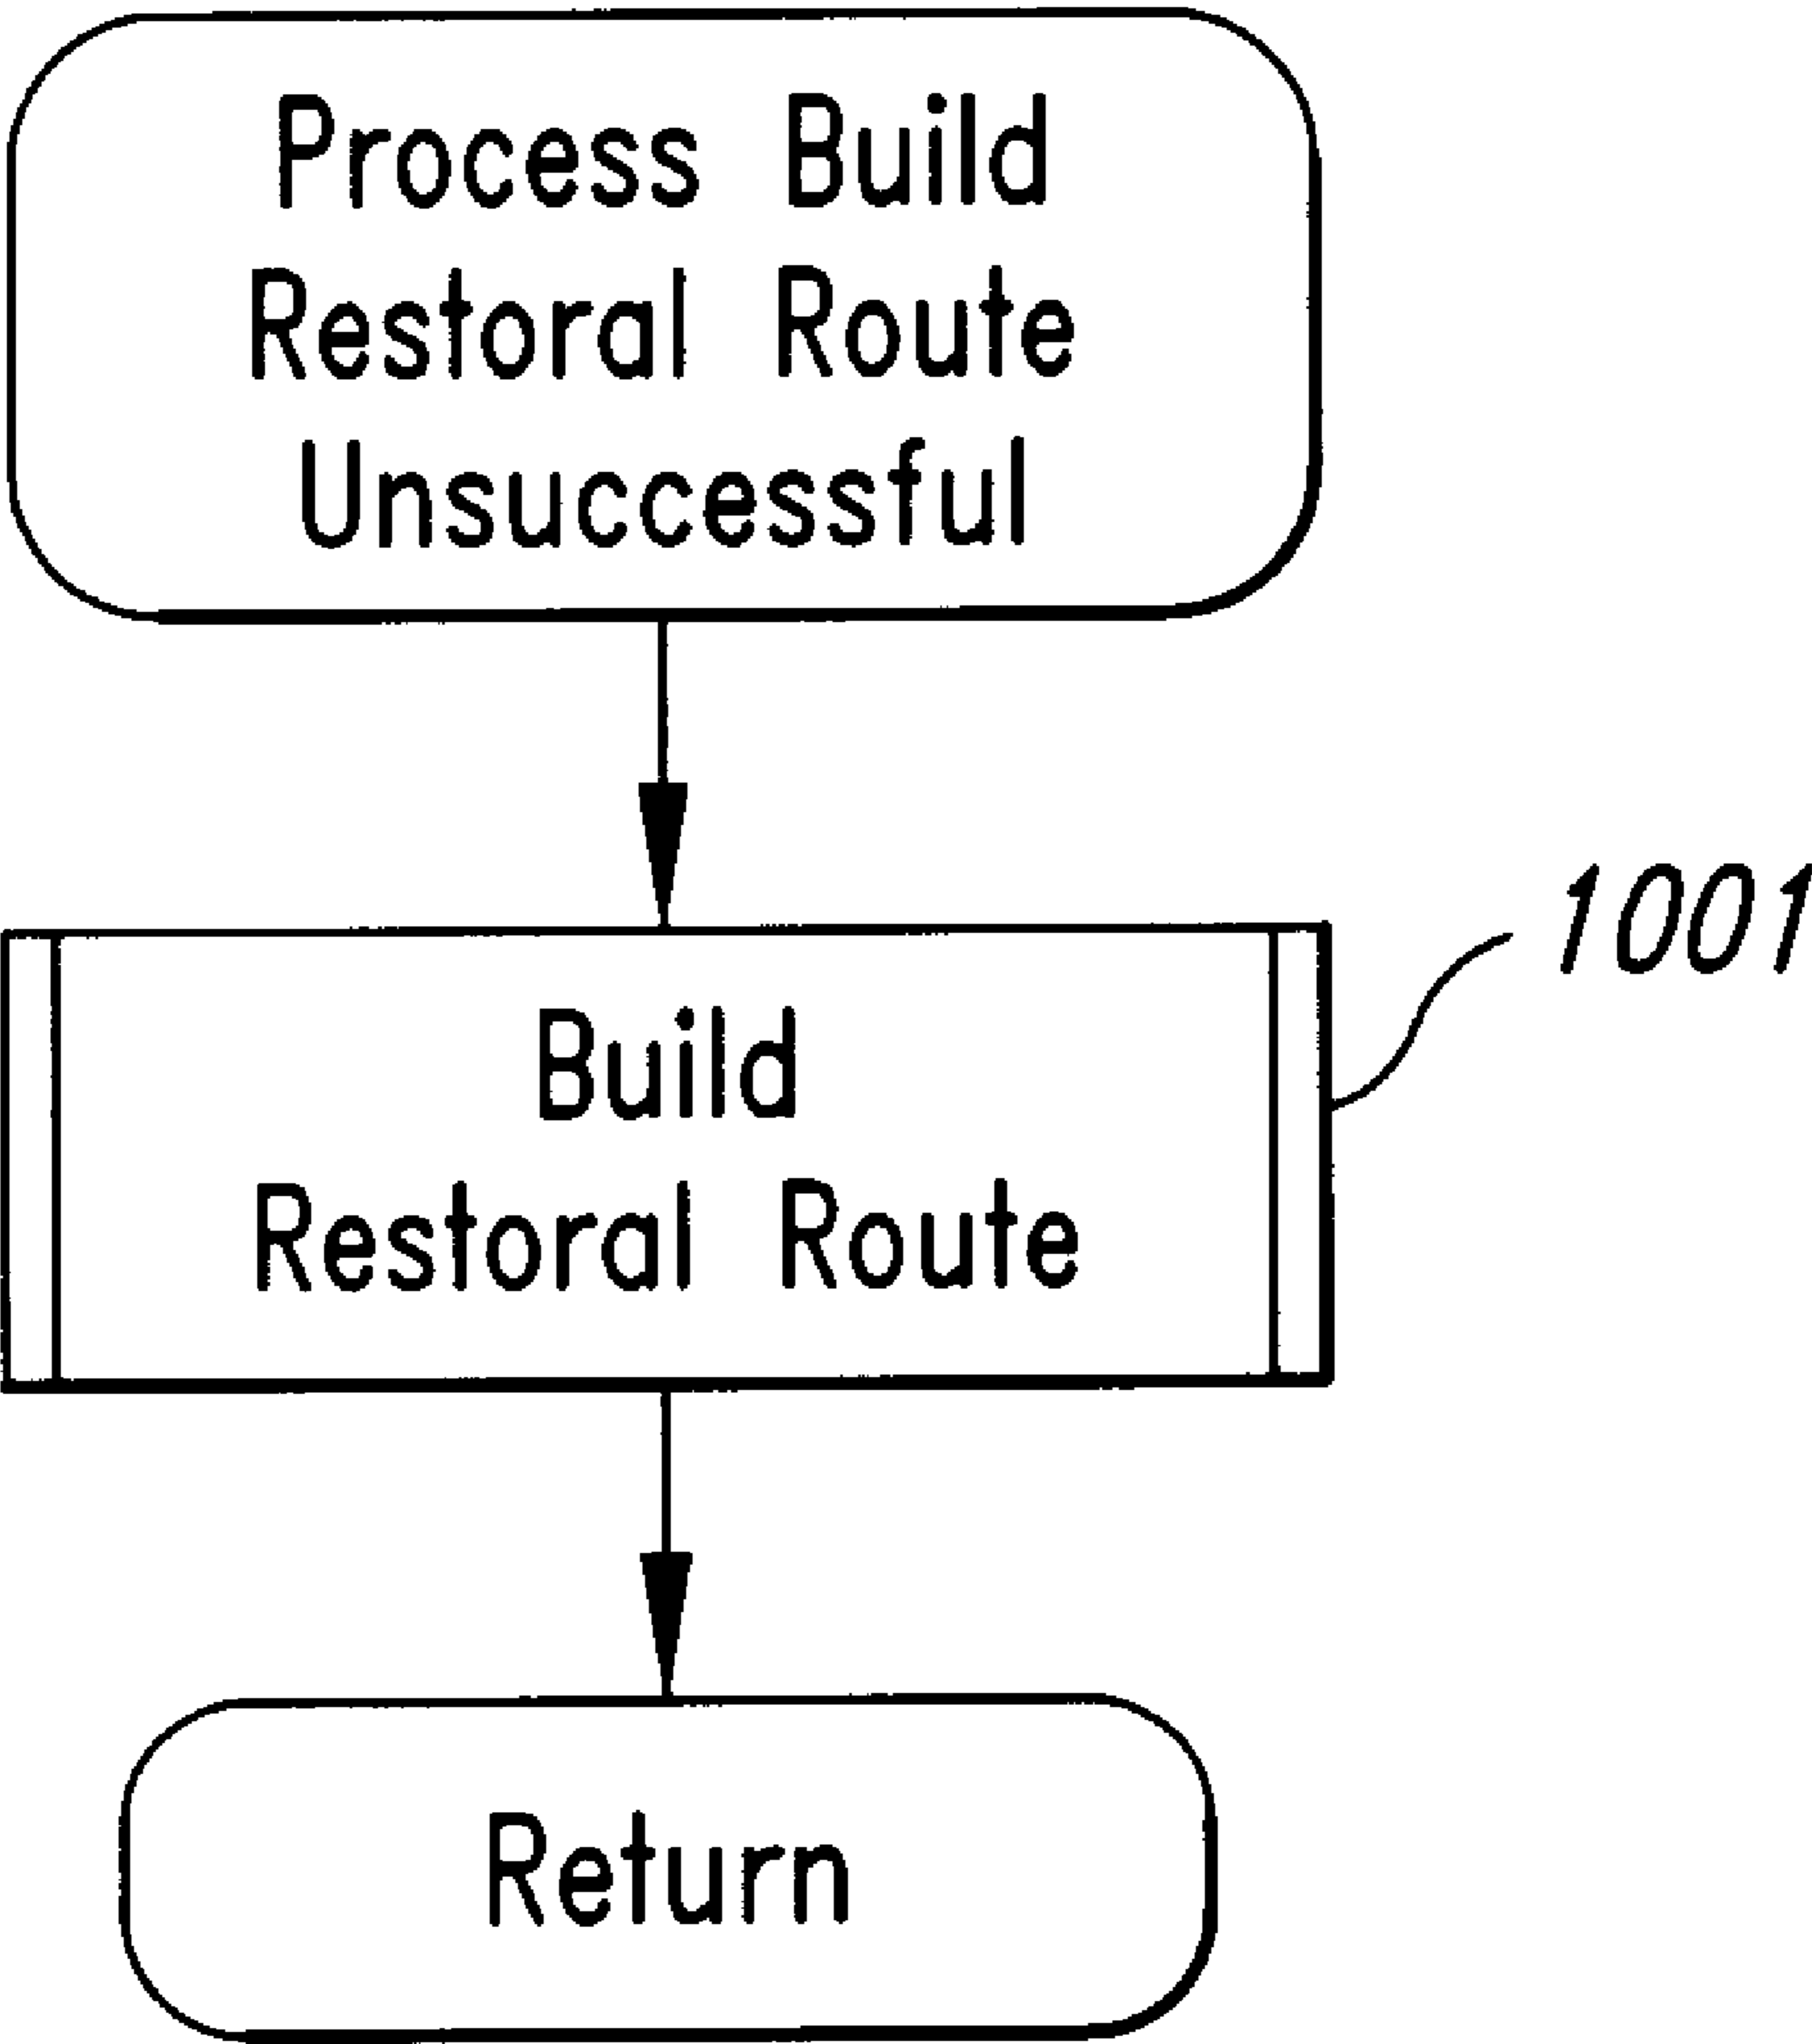 Process Build
Restoral Route
Unsuccessful
1001
Build
Restoral Route
Return